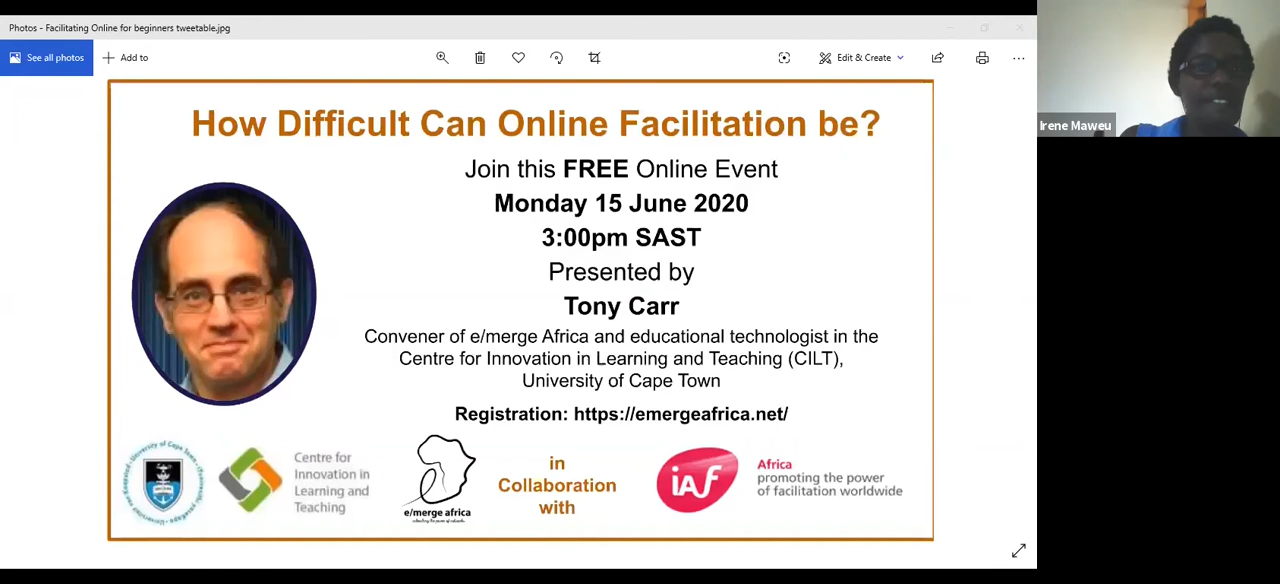 Photos - Facilitating Online for beginners tweetable.jpg
See all photos
Add to
Edit & Create
Irene Maweu
How Difficult Can Online Facilitation be?
Join this FREE Online Event
Monday 15 June 2020
3:00pm SAST
Presented by
Tony Carr
Convener of e/merge Africa and educational technologist in the
Centre for Innovation in Learning and Teaching (CILT),
University of Cape Town
Registration: https://emergeafrica.net/
Centre for
Innovation in
Learning and
Teaching
e/merge africa
in
Collaboration
with
iAF
Africa
promoting the power
of facilitation worldwide